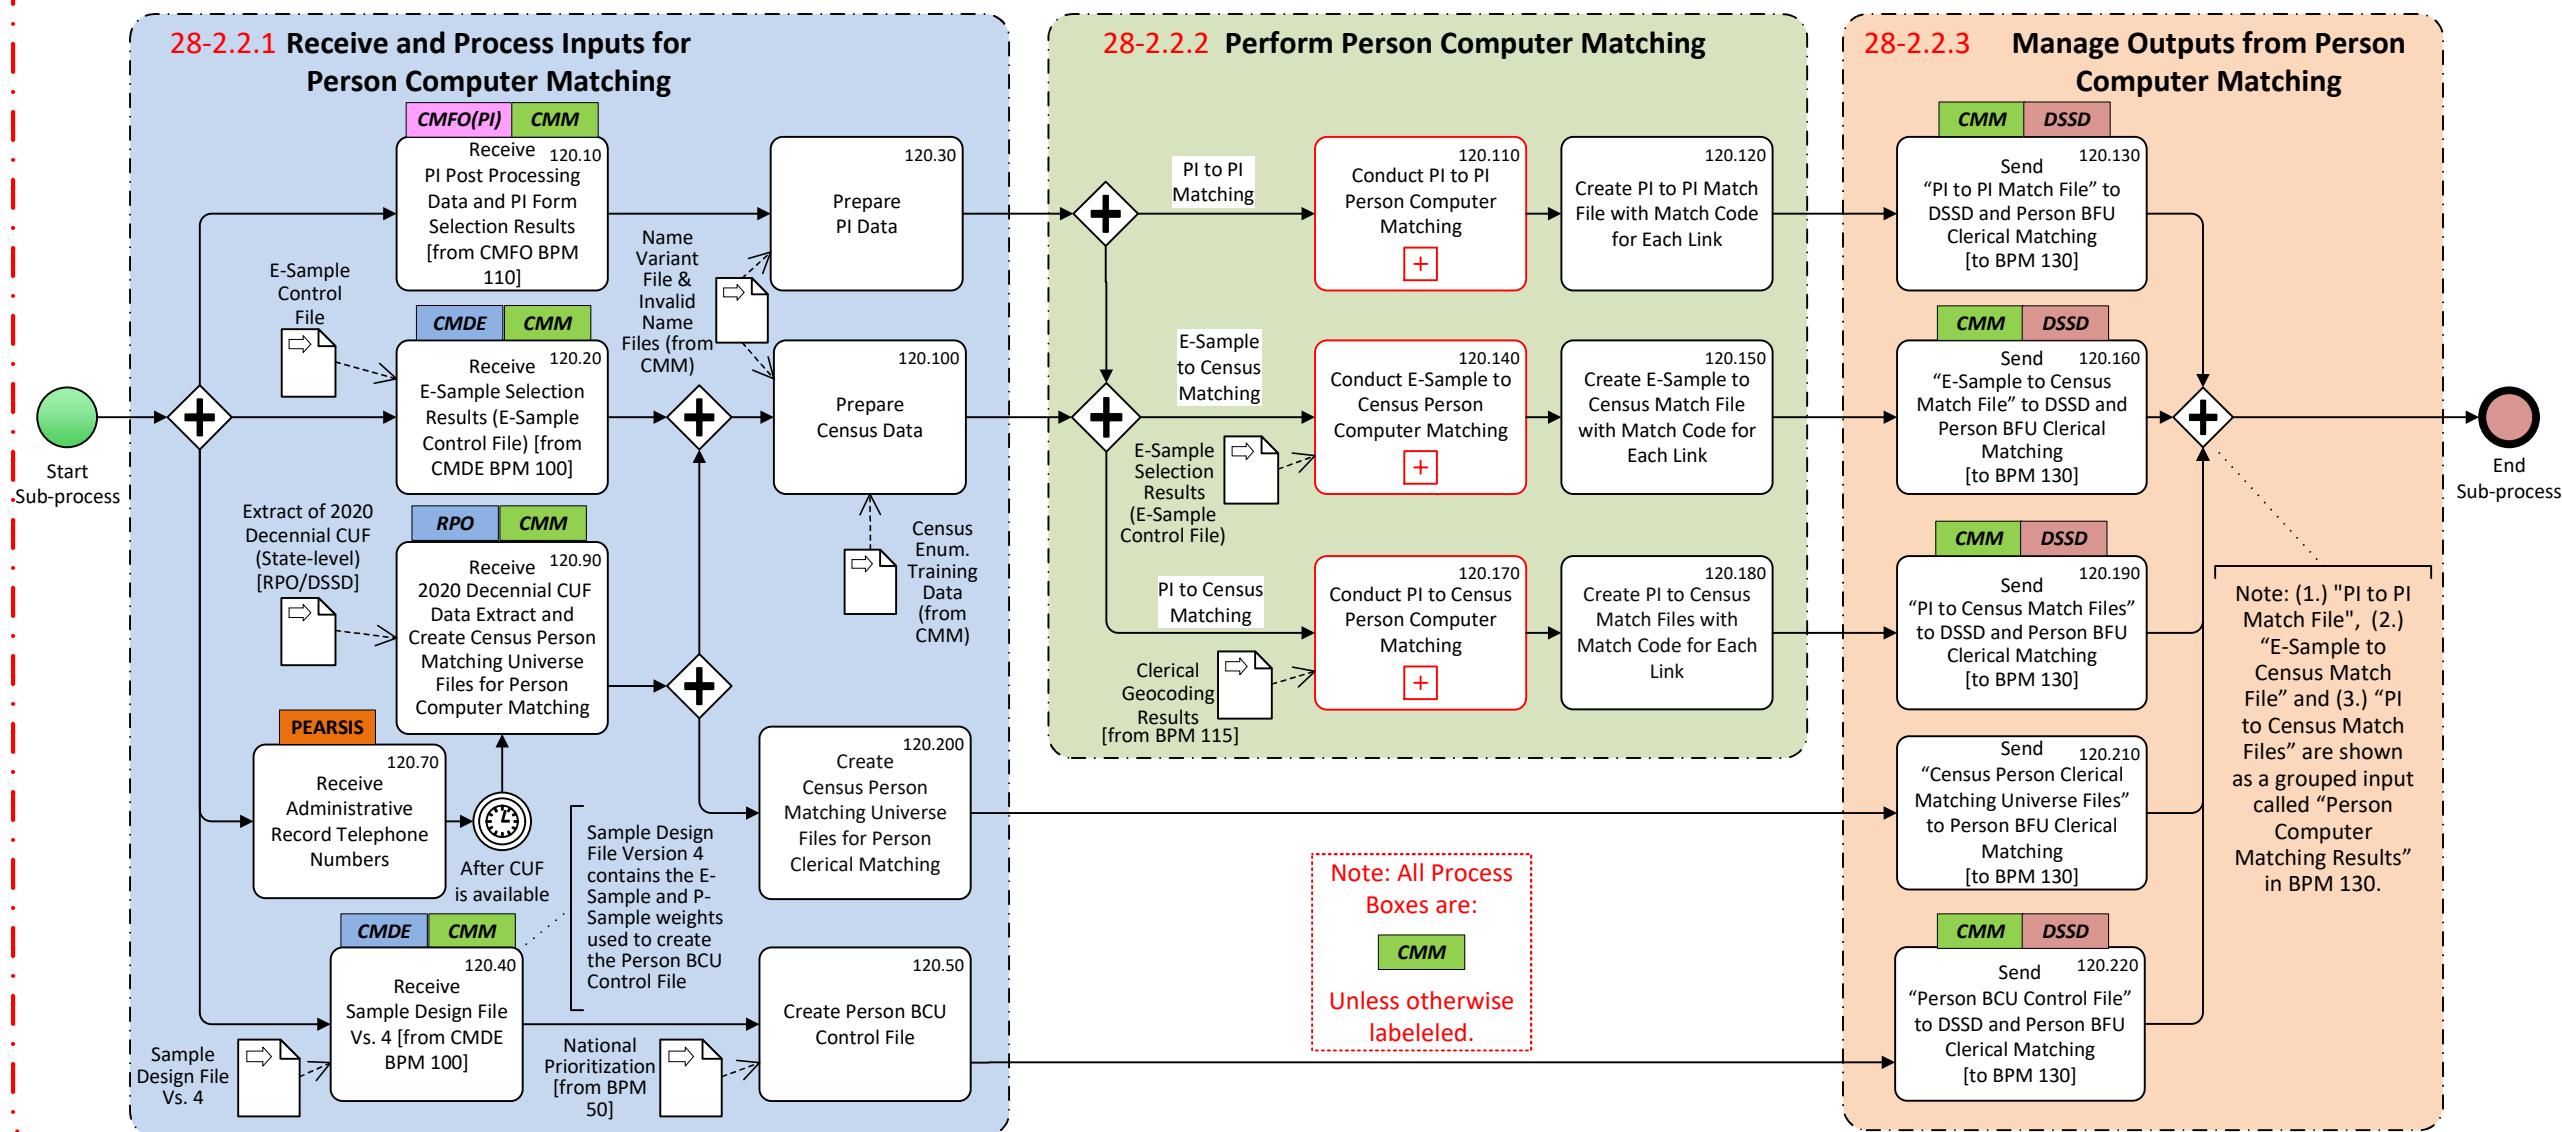 28-2.2.1 Receive and Process Inputs for
Person Computer Matching
CMFO(PI) CMM
120.10
Receive
PI Post Processing
Data and PI Form
Selection Results
[from CMFO BPM
110]
120.30
Prepare
PI Data
Name
Variant
File &
Invalid
Name
Files (from
CMM)
E-Sample
Control
File
CMDE CMM
120.20
Receive
E-Sample Selection
Results (E-Sample
Control File) [from
CMDE BPM 100]
120.100
Prepare
Census Data
Start
Sub-process
Extract of 2020
Decennial CUF
(State-level)
[RPO/DSSD]
RPO CMM
120.90
Receive
2020 Decennial CUF
Data Extract and
Create Census Person
Matching Universe
Files for Person
Computer Matching
Census
Enum.
Training
Data
(from
CMM)
PEARSIS
120.70
Receive
Administrative
Record Telephone
Numbers
After CUF
is available
Sample Design
File Version 4
contains the E-
Sample and P-
Sample weights
used to create
the Person BCU
Control File
120.200
Create
Census Person
Matching Universe
Files for Person
Clerical Matching
CMDE CMM
120.40
Receive
Sample Design File
Vs. 4 [from CMDE
BPM 100]
Sample
Design File
Vs. 4
National
Prioritization
[from BPM
50]
120.50
Create Person BCU
Control File
28-2.2.2 Perform Person Computer Matching
PI to PI
Matching
120.110
Conduct PI to PI
Person Computer
Matching
120.120
Create PI to PI Match
File with Match Code
for Each Link
E-Sample
to Census
Matching
120.140
Conduct E-Sample to
Census Person
Computer Matching
120.150
Create E-Sample to
Census Match File
with Match Code for
Each Link
E-Sample
Selection
Results
(E-Sample
Control File)
PI to Census
Matching
120.170
Conduct PI to Census
Person Computer
Matching
120.180
Create PI to Census
Match Files with
Match Code for Each
Link
Clerical
Geocoding
Results
[from BPM 115]
Note: All Process
Boxes are:
CMM
Unless otherwise
labeleled.
28-2.2.3 Manage Outputs from Person
Computer Matching
CMM DSSD
120.130
Send
“PI to PI Match File” to
DSSD and Person BFU
Clerical Matching
[to BPM 130]
CMM DSSD
120.160
Send
“E-Sample to Census
Match File” to DSSD and
Person BFU Clerical
Matching
[to BPM 130]
CMM DSSD
120.190
Send
“PI to Census Match Files”
to DSSD and Person BFU
Clerical Matching
[to BPM 130]
120.210
Send
“Census Person Clerical
Matching Universe Files”
to Person BFU Clerical
Matching
[to BPM 130]
CMM DSSD
120.220
Send
“Person BCU Control File”
to DSSD and Person BFU
Clerical Matching
[to BPM 130]
Note: (1.) "PI to PI
Match File", (2.)
“E-Sample to
Census Match
File” and (3.) “PI
to Census Match
Files” are shown
as a grouped input
called “Person
Computer
Matching Results”
in BPM 130.
End
Sub-process